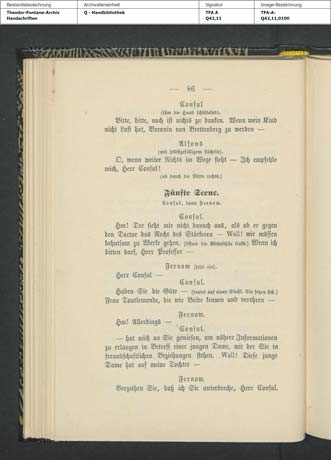 Bestandsbezeichnung
Archivalieneinheit
Signatur
Image-Bezeichnung
Theodor-Fontane-Archiv
Handschriften
Q - Handbibliothek
TFA A
Q42,11
TFA-A-
Q42,11,0100
— 86 —
Consul
(ihm die Hand schüttelnd).
Bitte, bitte, noch ist nichts zu danken. Wenn mein Kind
nicht Lust hat, Baronin von Brettenberg zu werden —
Alfons
(mit selbstgefälligem Lächeln).
O, wenn weiter Nichts im Wege steht — Ich empfehle
mich, Herr Consul!
(ab durch die Mitte rechts.)
Fünfte Scene.
Consul, dann Fernow.
Consul.
Hm! Der sieht mir nicht danach aus, als ob er gegen
den Doctor das Recht des Stärkeren — Wall! wir müssen
behutsam zu Werke gehen. (öffnet die Mittelthür links.) Wenn ich
bitten darf, Herr Professor —
Fernow (tritt ein).
Herr Consul —
Consul.
Haben Sie die Güte — (deutet auf einen Stuhl. Sie setzen sich.)
Frau Tautlemonde, die wir Beide kennen und verehren —
Fernow.
Hm! Allerdings —
Consul.
— hat mich an Sie gewiesen, um nähere Informationen
zu erlangen in Betreff einer jungen Dame, mit der Sie in
freundschaftlichen Beziehungen stehen. Wall! Diese junge
Dame hat auf meine Tochter —
Fernow.
Verzeihen Sie, daß ich Sie unterbreche, Herr Consul.